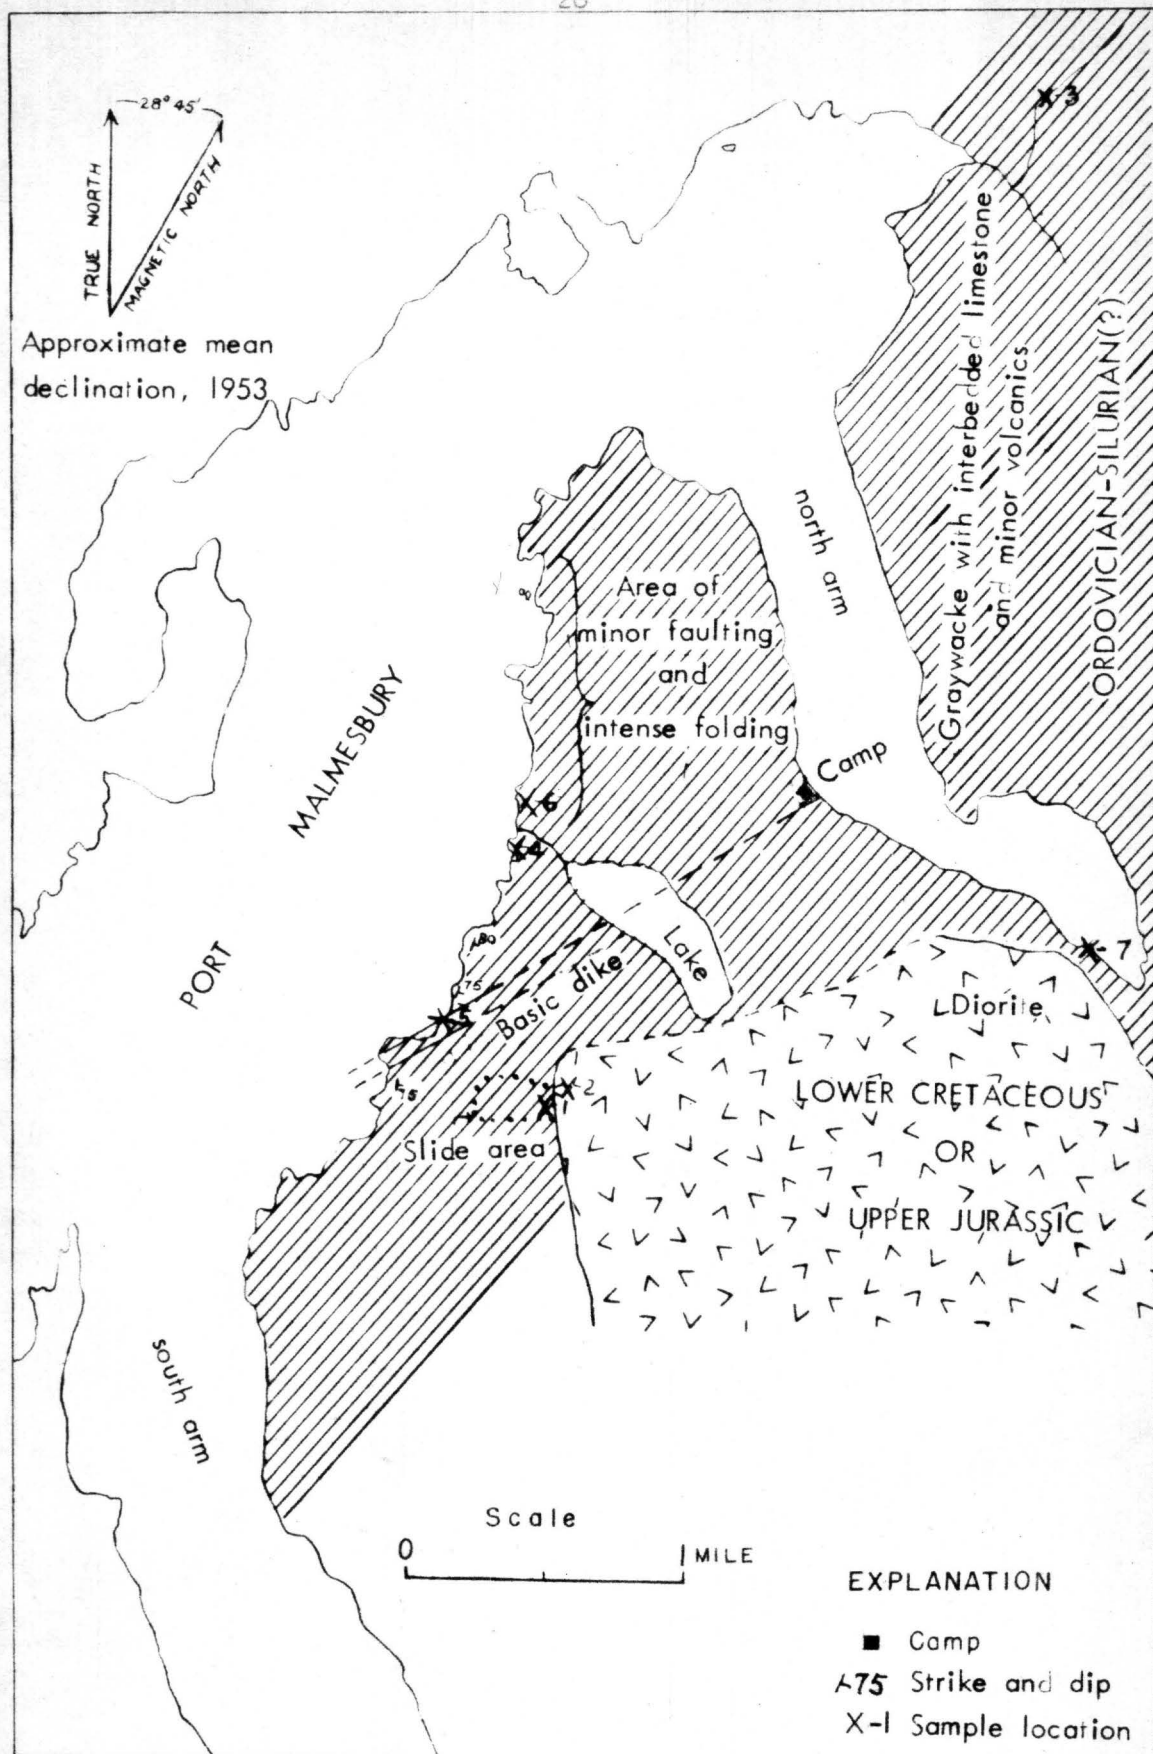 20
28° 45'
TRUE NORTH
MAGNETIC NORTH
Approximate mean
declination, 1953
X-3
Graywacke with interbedded limestone
and minor volcanics
ORDOVICIAN-SILURIAN(?)
north arm
90
Area of
minor faulting
and
intense folding
MALMESBURY
PORT
Camp
X-6
X-4
80
75
X-5
Basic dike
Lake
X-7
Diorite
75
X-2
X-1
Slide area
LOWER CRETACEOUS
OR
UPPER JURASSIC
south arm
Scale
0 1 MILE
EXPLANATION
Camp
75 Strike and dip
X-1 Sample location